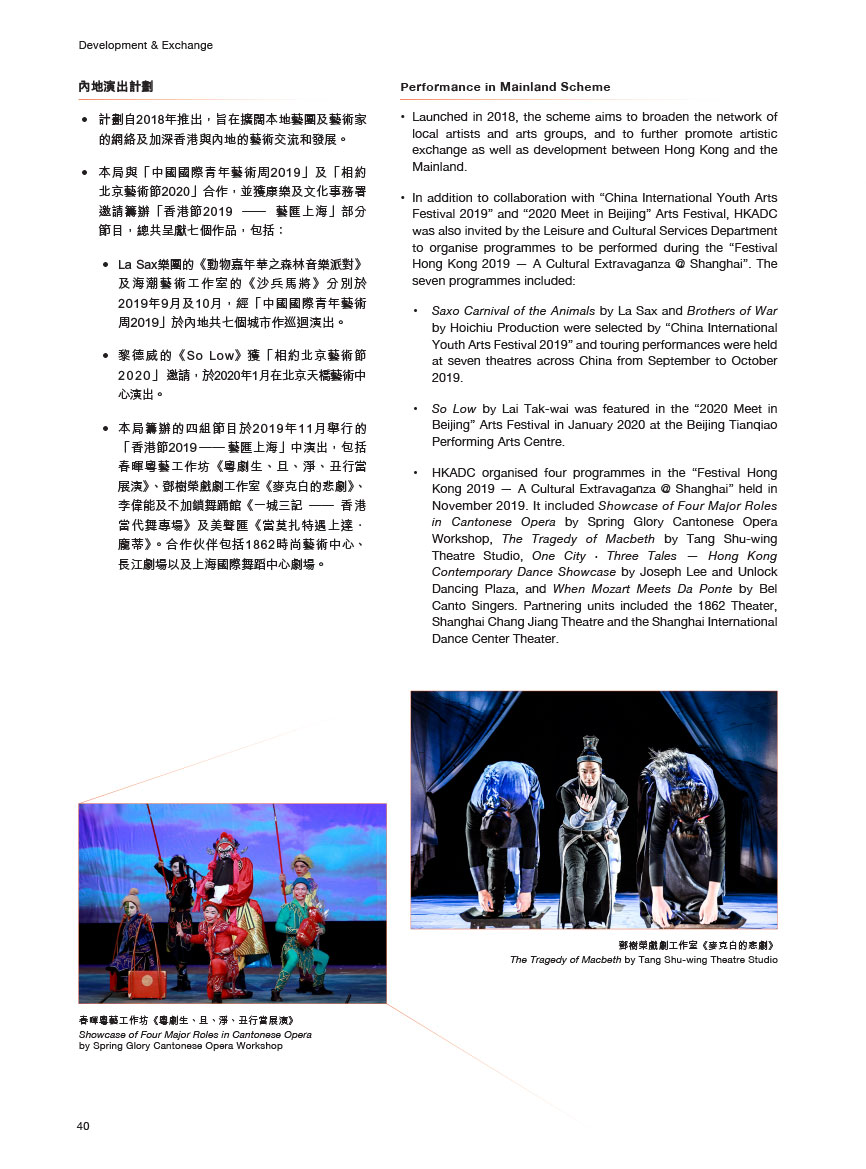 Development & Exchange
內地演出計劃
• 計劃自2018年推出，旨在擴闊本地藝團及藝術家
的網絡及加深香港與內地的藝術交流和發展。
• 本局與「中國國際青年藝術周2019」及「相約
北京藝術節2020」合作，並獲康樂及文化事務署
邀請籌辦「香港節2019 —— 藝匯上海」部分
節目，總共呈獻七個作品，包括：
• La Sax樂團的《動物嘉年華之森林音樂派對》
及海潮藝術工作室的《沙兵馬將》分別於
2019年9月及10月，經「中國國際青年藝術
周2019」於內地共七個城市作巡迴演出。
• 黎德威的《So Low》獲「相約北京藝術節
2020」邀請，於2020年1月在北京天橋藝術中
心演出。
• 本局籌辦的四組節目於2019年11月舉行的
「香港節2019 —— 藝匯上海」中演出，包括
春暉粵藝工作坊《粵劇生、旦、淨、丑行當
展演》、鄧樹榮戲劇工作室《麥克白的悲劇》、
李偉能及不加鎖舞踊館《一城三記 —— 香港
當代舞專場》及美聲匯《當莫扎特遇上達．
龐蒂》。合作伙伴包括1862時尚藝術中心、
長江劇場以及上海國際舞蹈中心劇場。
Performance in Mainland Scheme
• Launched in 2018, the scheme aims to broaden the network of
local artists and arts groups, and to further promote artistic
exchange as well as development between Hong Kong and the
Mainland.
• In addition to collaboration with “China International Youth Arts
Festival 2019” and “2020 Meet in Beijing” Arts Festival, HKADC
was also invited by the Leisure and Cultural Services Department
to organise programmes to be performed during the “Festival
Hong Kong 2019 — A Cultural Extravaganza @ Shanghai”. The
seven programmes included:
• Saxo Carnival of the Animals by La Sax and Brothers of War
by Hoichiu Production were selected by “China International
Youth Arts Festival 2019” and touring performances were held
at seven theatres across China from September to October
2019.
• So Low by Lai Tak-wai was featured in the “2020 Meet in
Beijing” Arts Festival in January 2020 at the Beijing Tianqiao
Performing Arts Centre.
• HKADC organised four programmes in the “Festival Hong
Kong 2019 — A Cultural Extravaganza @ Shanghai” held in
November 2019. It included Showcase of Four Major Roles
in Cantonese Opera by Spring Glory Cantonese Opera
Workshop, The Tragedy of Macbeth by Tang Shu-wing
Theatre Studio, One City · Three Tales — Hong Kong
Contemporary Dance Showcase by Joseph Lee and Unlock
Dancing Plaza, and When Mozart Meets Da Ponte by Bel
Canto Singers. Partnering units included the 1862 Theater,
Shanghai Chang Jiang Theatre and the Shanghai International
Dance Center Theater.
鄧樹榮戲劇工作室《麥克白的悲劇》
The Tragedy of Macbeth by Tang Shu-wing Theatre Studio
春暉粵藝工作坊《粵劇生、旦、淨、丑行當展演》
Showcase of Four Major Roles in Cantonese Opera
by Spring Glory Cantonese Opera Workshop
40